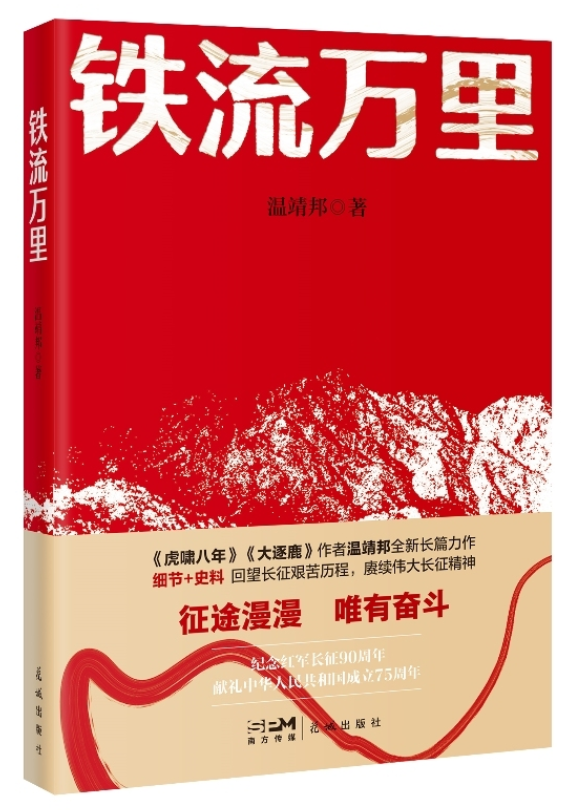 铁流万里
温靖邦◎著
铁流万里
温靖邦◎著
《虎啸八年》《大逐鹿》作者温靖邦全新长篇力作
细节+史料 回望长征艰苦历程，赓续伟大长征精神
征途漫漫 唯有奋斗
纪念红军长征90周年
献礼中华人民共和国成立75周年
SPM
南方传媒
花城出版社
花城出版社